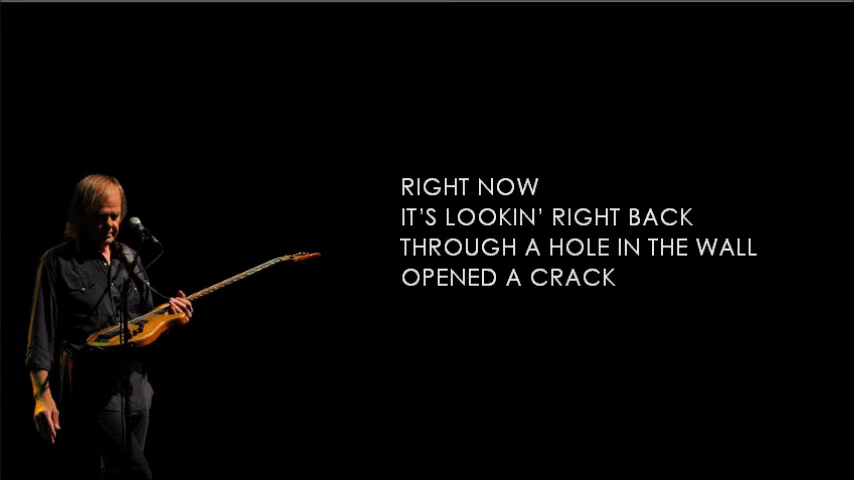 RIGHT NOW
IT'S LOOKIN' RIGHT BACK
THROUGH A HOLE IN THE WALL
OPENED A CRACK